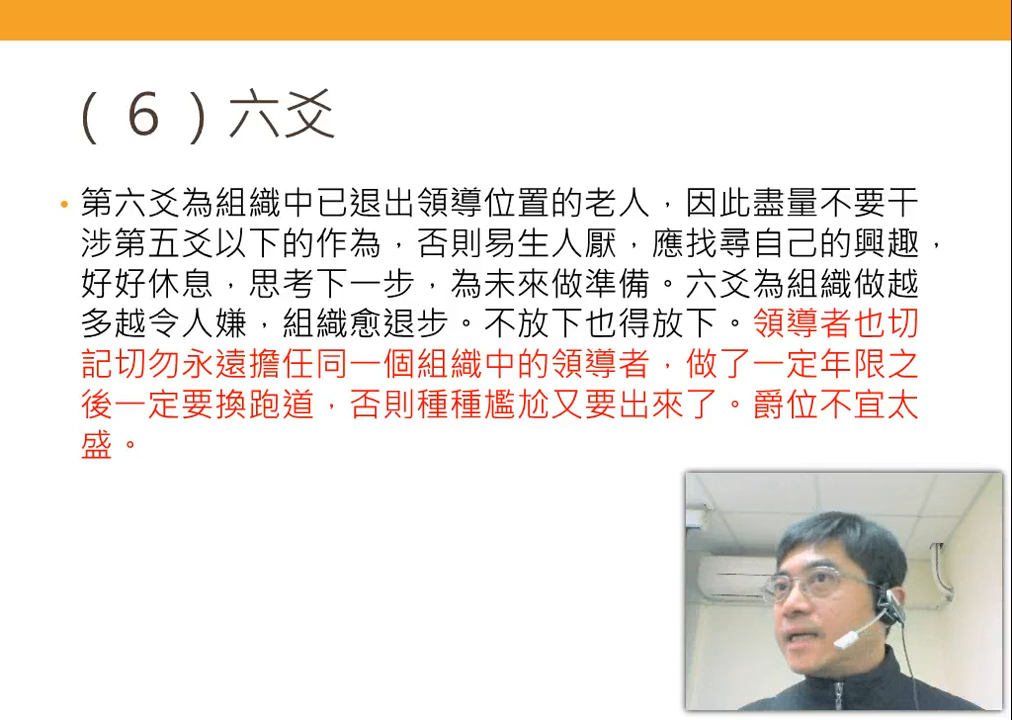 （６）六爻
• 第六爻為組織中已退出領導位置的老人，因此盡量不要干
涉第五爻以下的作為，否則易生人厭，應找尋自己的興趣，
好好休息，思考下一步，為未來做準備。六爻為組織做越
多越令人嫌，組織愈退步。不放下也得放下。領導者也切
記切勿永遠擔任同一個組織中的領導者，做了一定年限之
後一定要換跑道，否則種種尷尬又要出來了。爵位不宜太
盛。